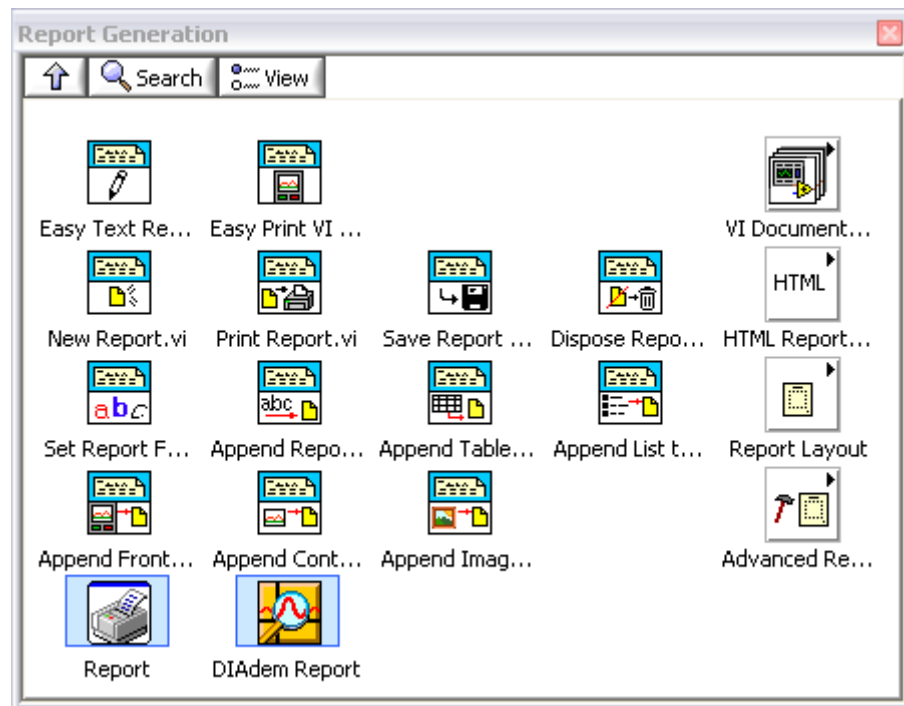 Report Generation
Search View
Easy Text Re... Easy Print VI ... VI Document...
HTML
New Report.vi Print Report.vi Save Report ... Dispose Repo... HTML Report...
abc abc
Set Report F... Append Repo... Append Table... Append List t... Report Layout
Append Front... Append Cont... Append Imag... Advanced Re...
Report DIAdem Report